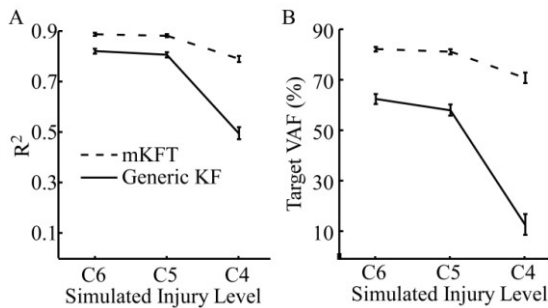 A
0.9
0.7
0.5
0.3
0.1
R²
mKFT
Generic KF
C6 C5 C4
Simulated Injury Level
B
90
70
50
30
10
Target VAF (%)
C6 C5 C4
Simulated Injury Level